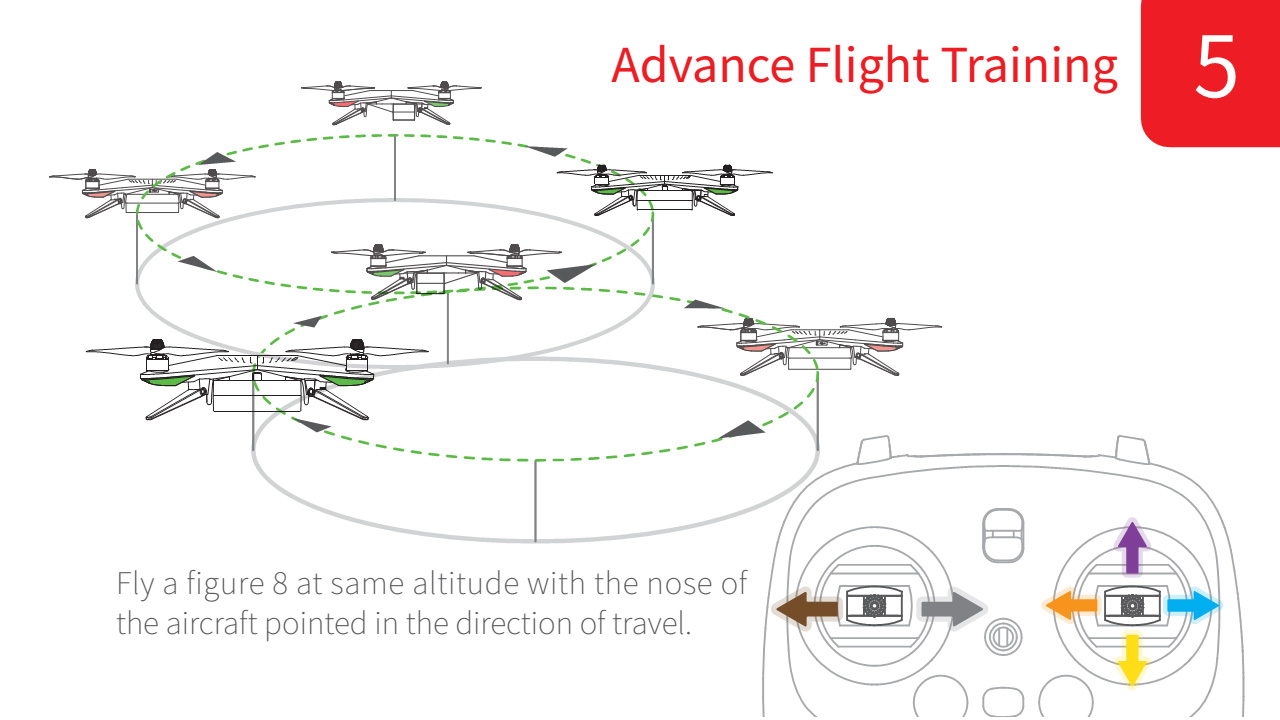 Advance Flight Training
5
Fly a figure 8 at same altitude with the nose of
the aircraft pointed in the direction of travel.